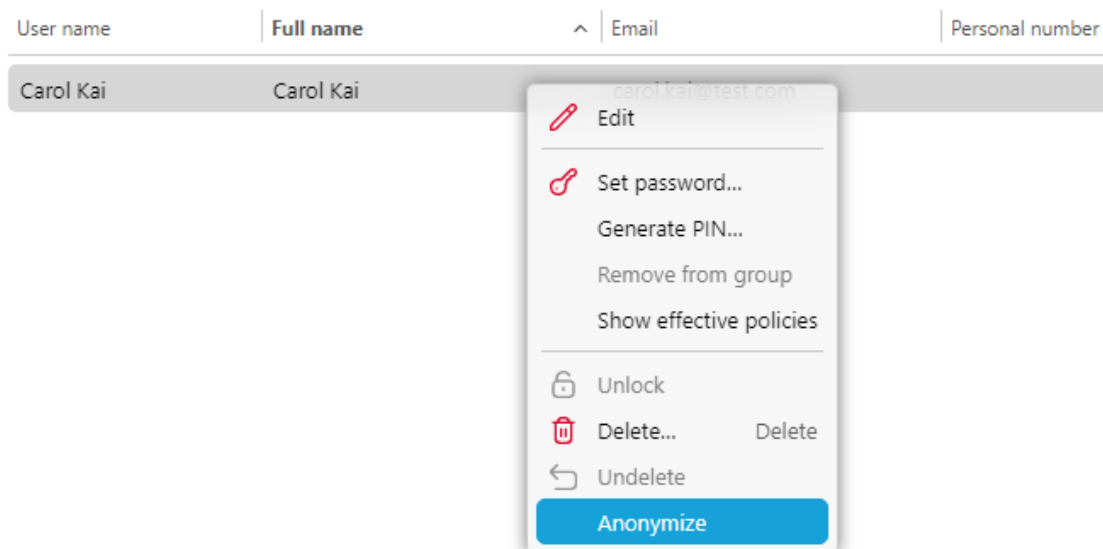 User name Full name Email Personal number
Carol Kai Carol Kai carol.kai@test.com
Edit
Set password...
Generate PIN...
Remove from group
Show effective policies
Unlock
Delete... Delete
Undelete
Anonymize